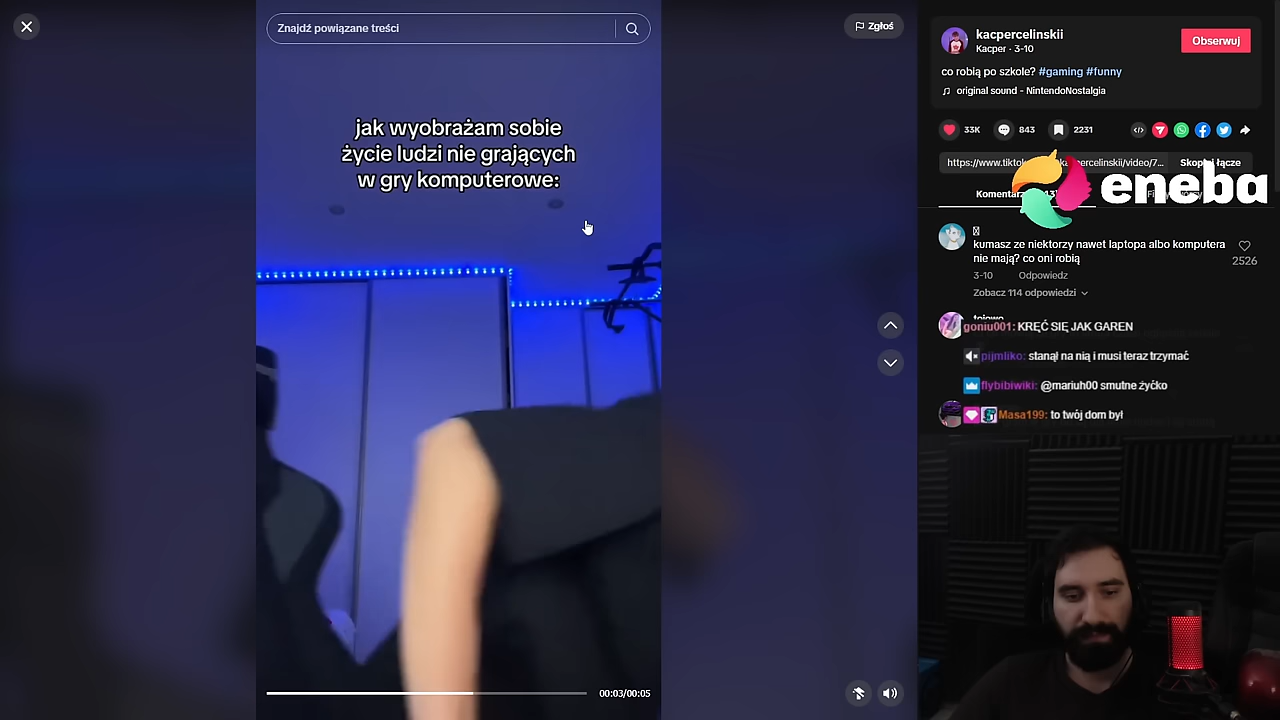 Znajdź powiązane treści
Zgłoś
jak wyobrażam sobie
życie ludzi nie grających
w gry komputerowe:
00:03/00:05
kacpercelinskii
Kacper · 3-10
Obserwuj
co robią po szkole? #gaming #funny
original sound - NintendoNostalgia
33K
843
2231
https://www.tiktok
Skopiuj łącze
eneba
kumasz ze niektorzy nawet laptopa albo komputera
nie mają? co oni robią
2526
3-10 Odpowiedz
Zobacz 114 odpowiedzi
goniu001: KRĘĆ SIĘ JAK GAREN
pijmliko: stanął na nią i musi teraz trzymać
flybibiwiki: @mariuh00 smutne żyćko
Masa199: to twój dom był